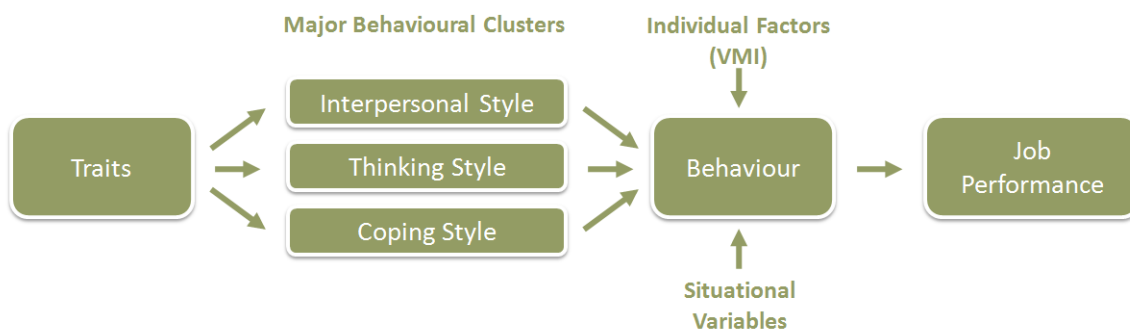 Major Behavioural Clusters
Individual Factors
(VMI)
Traits
Interpersonal Style
Thinking Style
Coping Style
Behaviour
Job
Performance
Situational
Variables